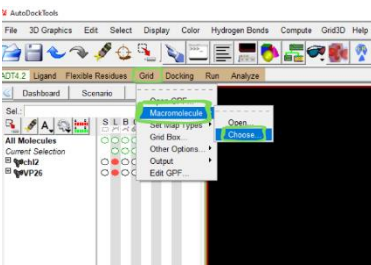 AutoDockTools
File 3D Graphics Edit Select Display Color Hydrogen Bonds Compute Grid3D Help
ADT4.2 Ligand Flexible Residues Grid Docking Run Analyze
Dashboard Scenario
Open GPF...
Sel.:
Macromolecule
Open...
S L B C
Set Map Types
Choose...
All Molecules
Grid Box...
Current Selection
Other Options...
chl2
Output
VP26
Edit GPF...